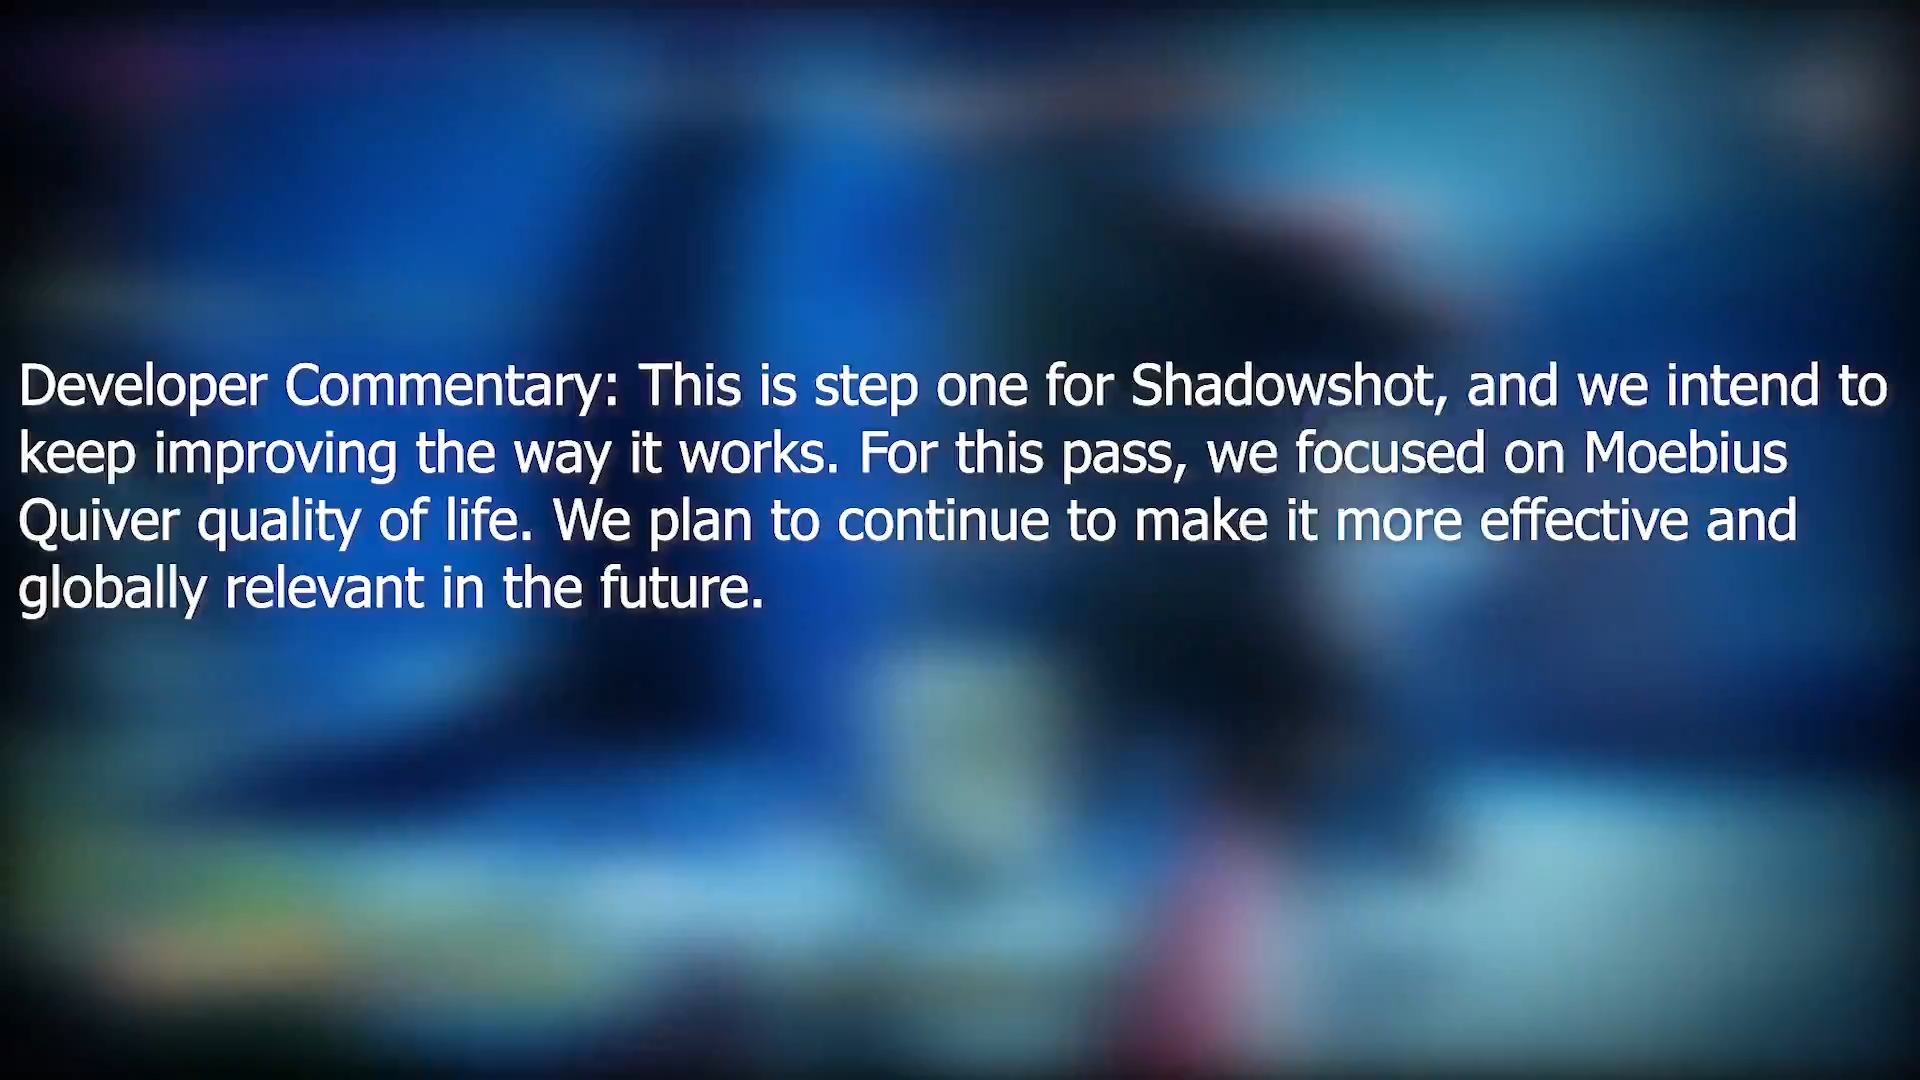 Developer Commentary: This is step one for Shadowshot, and we intend to
keep improving the way it works. For this pass, we focused on Moebius
Quiver quality of life. We plan to continue to make it more effective and
globally relevant in the future.